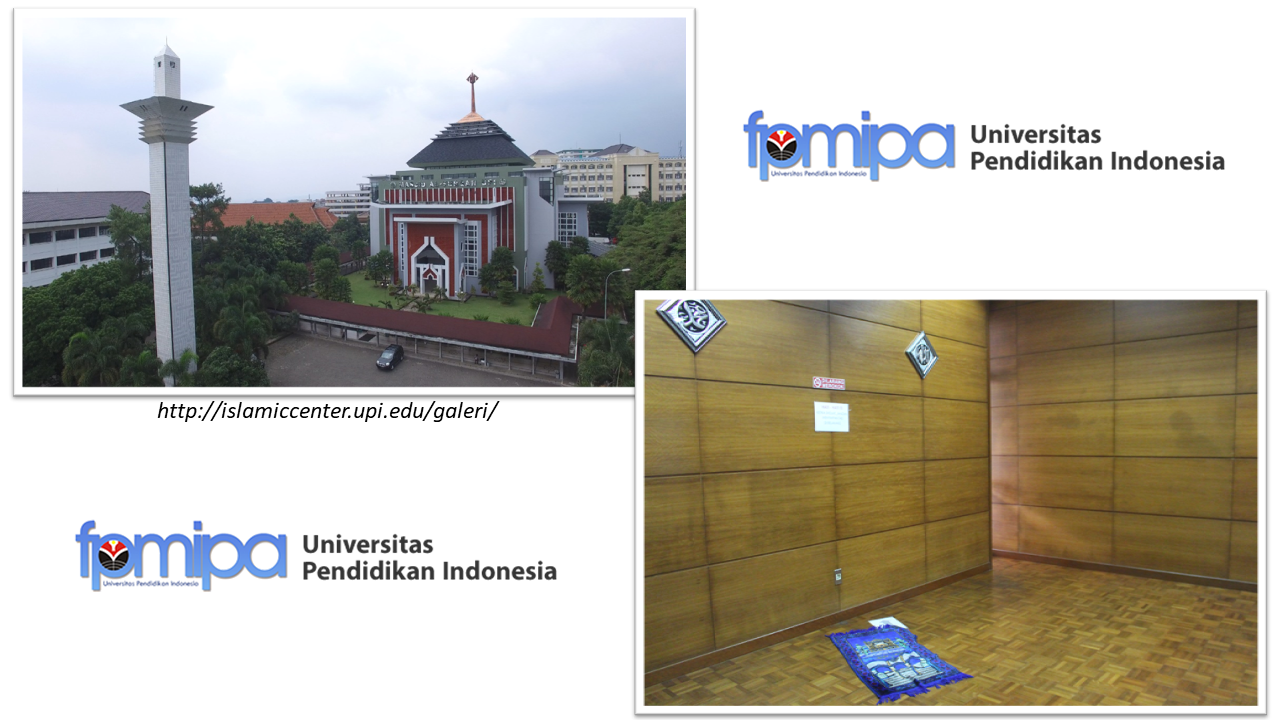 fpmipa
Universitas Pendidikan Indonesia
Universitas
Pendidikan Indonesia
http://islamiccenter.upi.edu/galeri/
fpmipa
Universitas Pendidikan Indonesia
Universitas
Pendidikan Indonesia